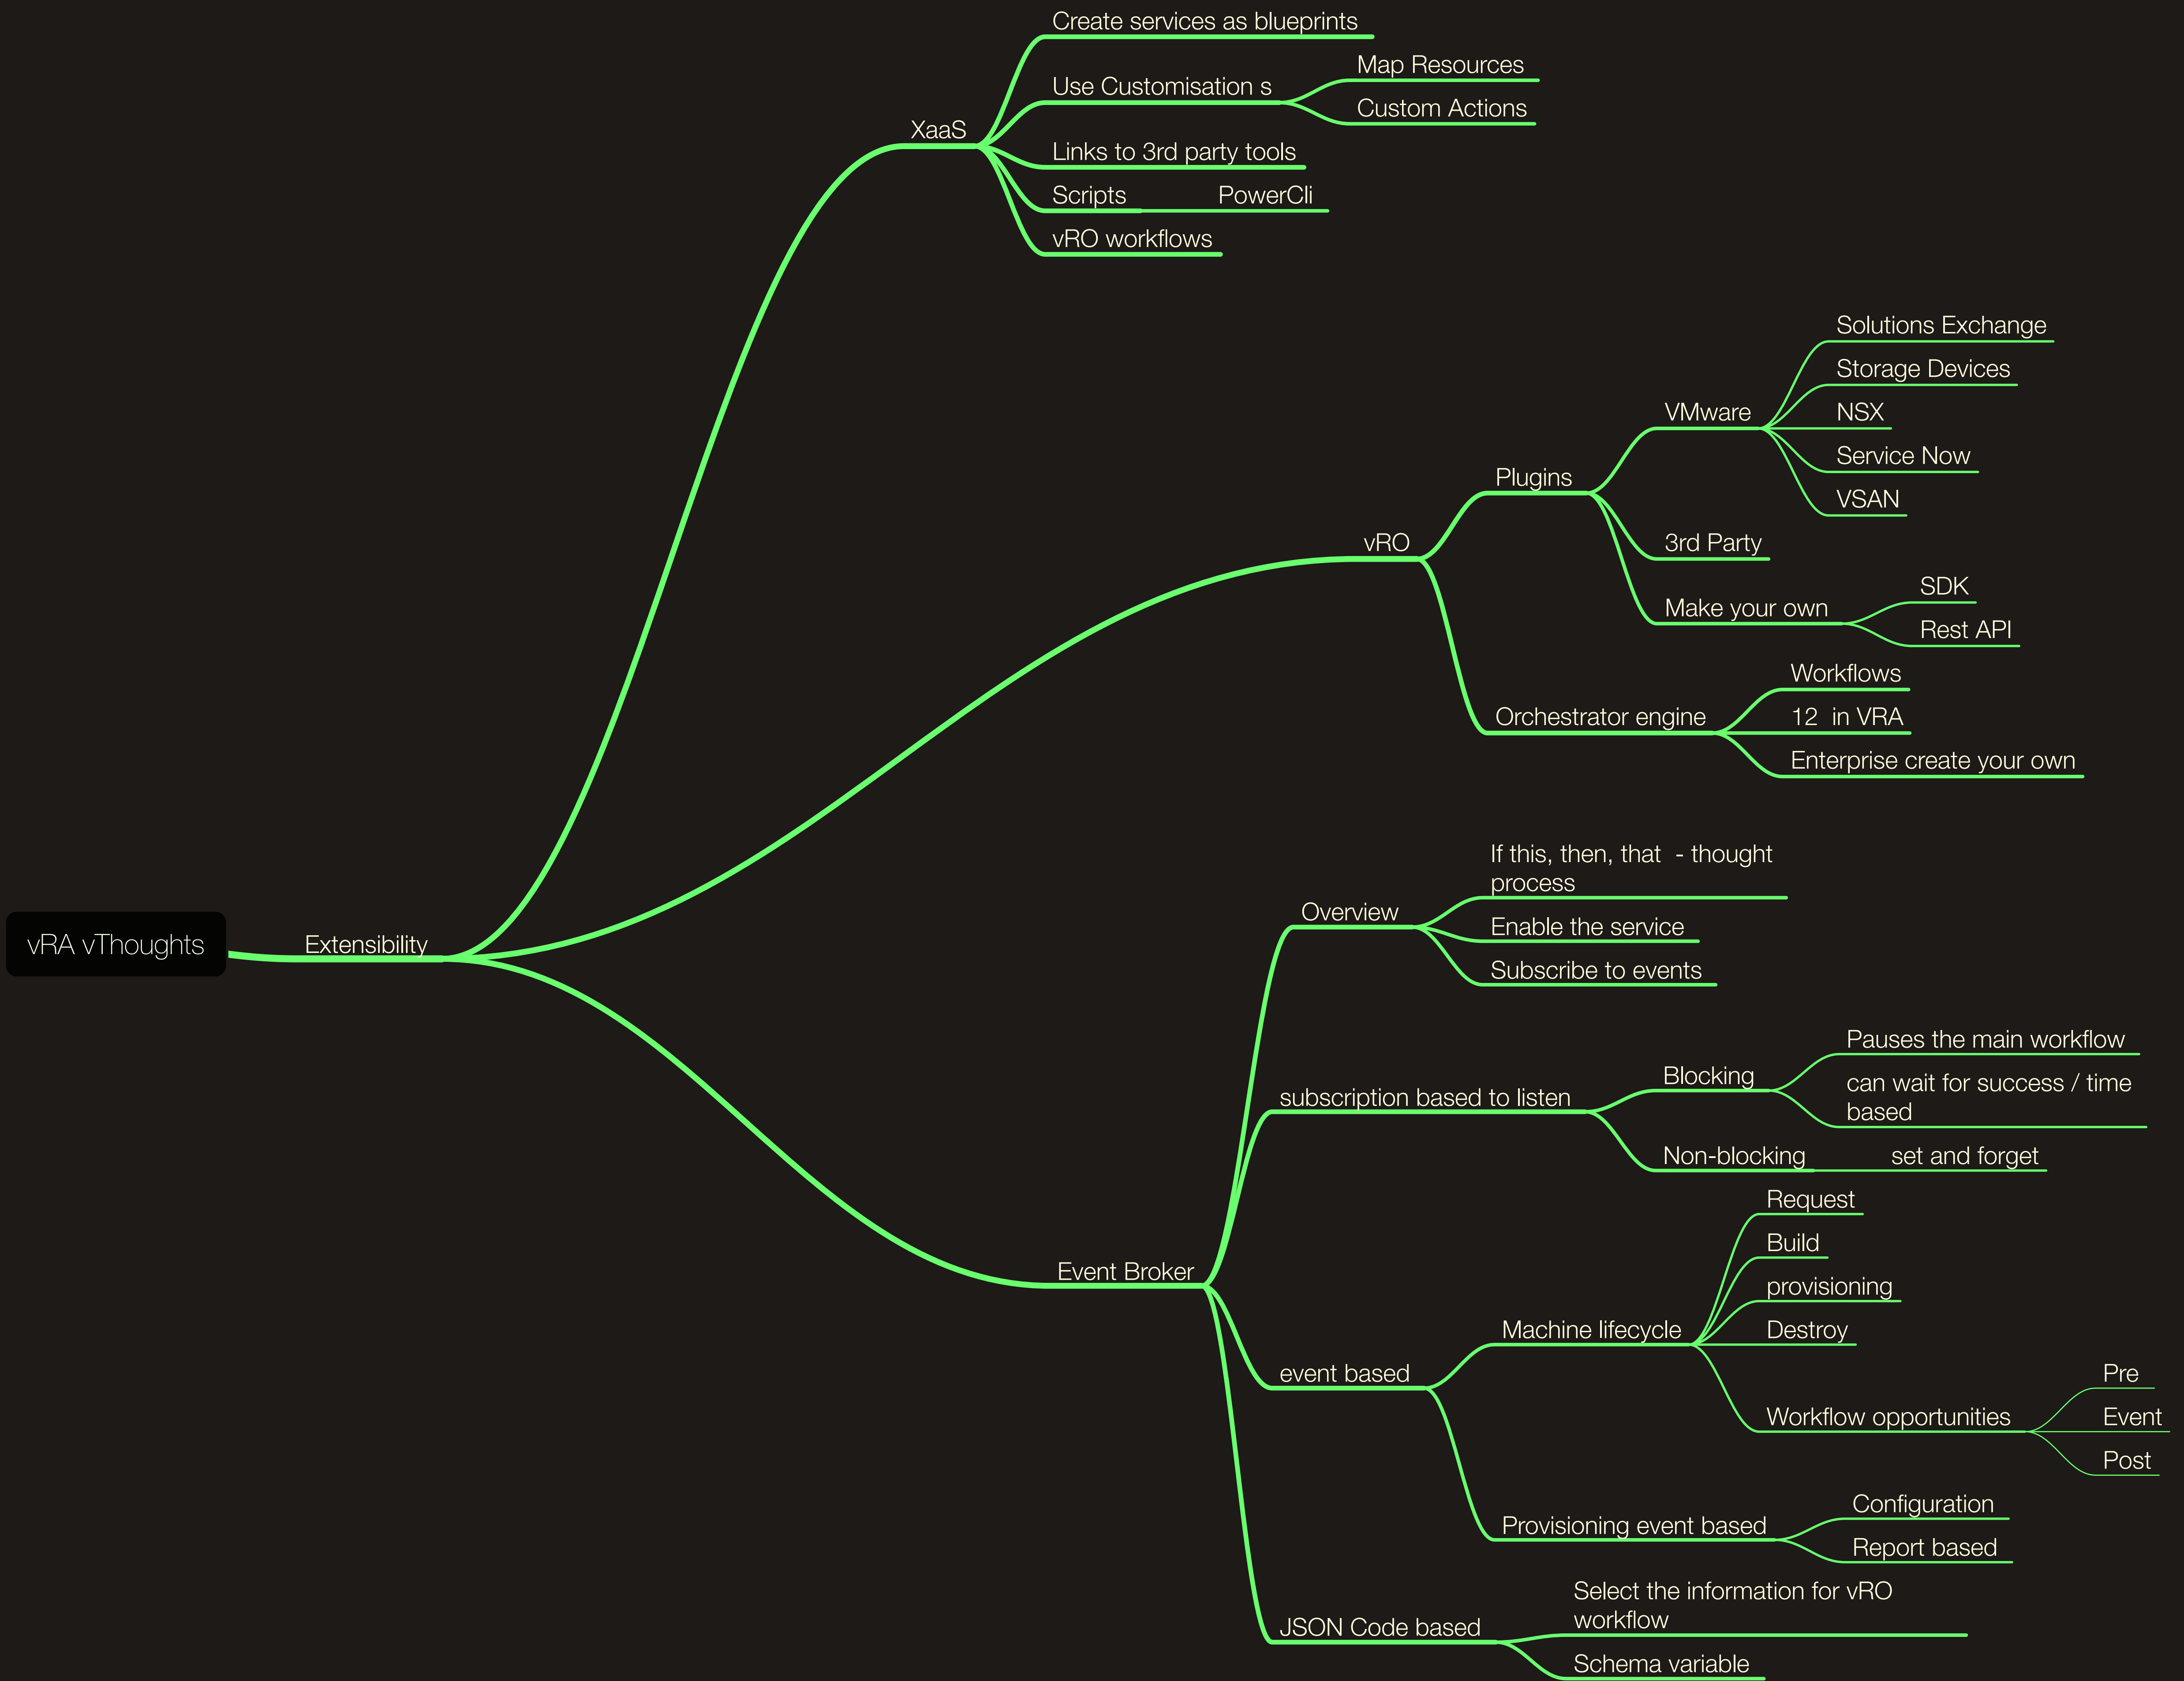 Create services as blueprints
Map Resources
Use Customisation s
Custom Actions
XaaS
Links to 3rd party tools
Scripts
PowerCli
vRO workflows
Solutions Exchange
Storage Devices
VMware
NSX
Service Now
Plugins
VSAN
vRO
3rd Party
SDK
Make your own
Rest API
Workflows
Orchestrator engine
12  in VRA
Enterprise create your own
If this, then, that  - thought
process
Overview
Enable the service
Subscribe to events
vRA vThoughts
Extensibility
Pauses the main workflow
Blocking
can wait for success / time
based
subscription based to listen
Non-blocking
set and forget
Request
Build
Event Broker
provisioning
Machine lifecycle
Destroy
event based
Pre
Workflow opportunities
Event
Post
Configuration
Provisioning event based
Report based
Select the information for vRO
workflow
JSON Code based
Schema variable